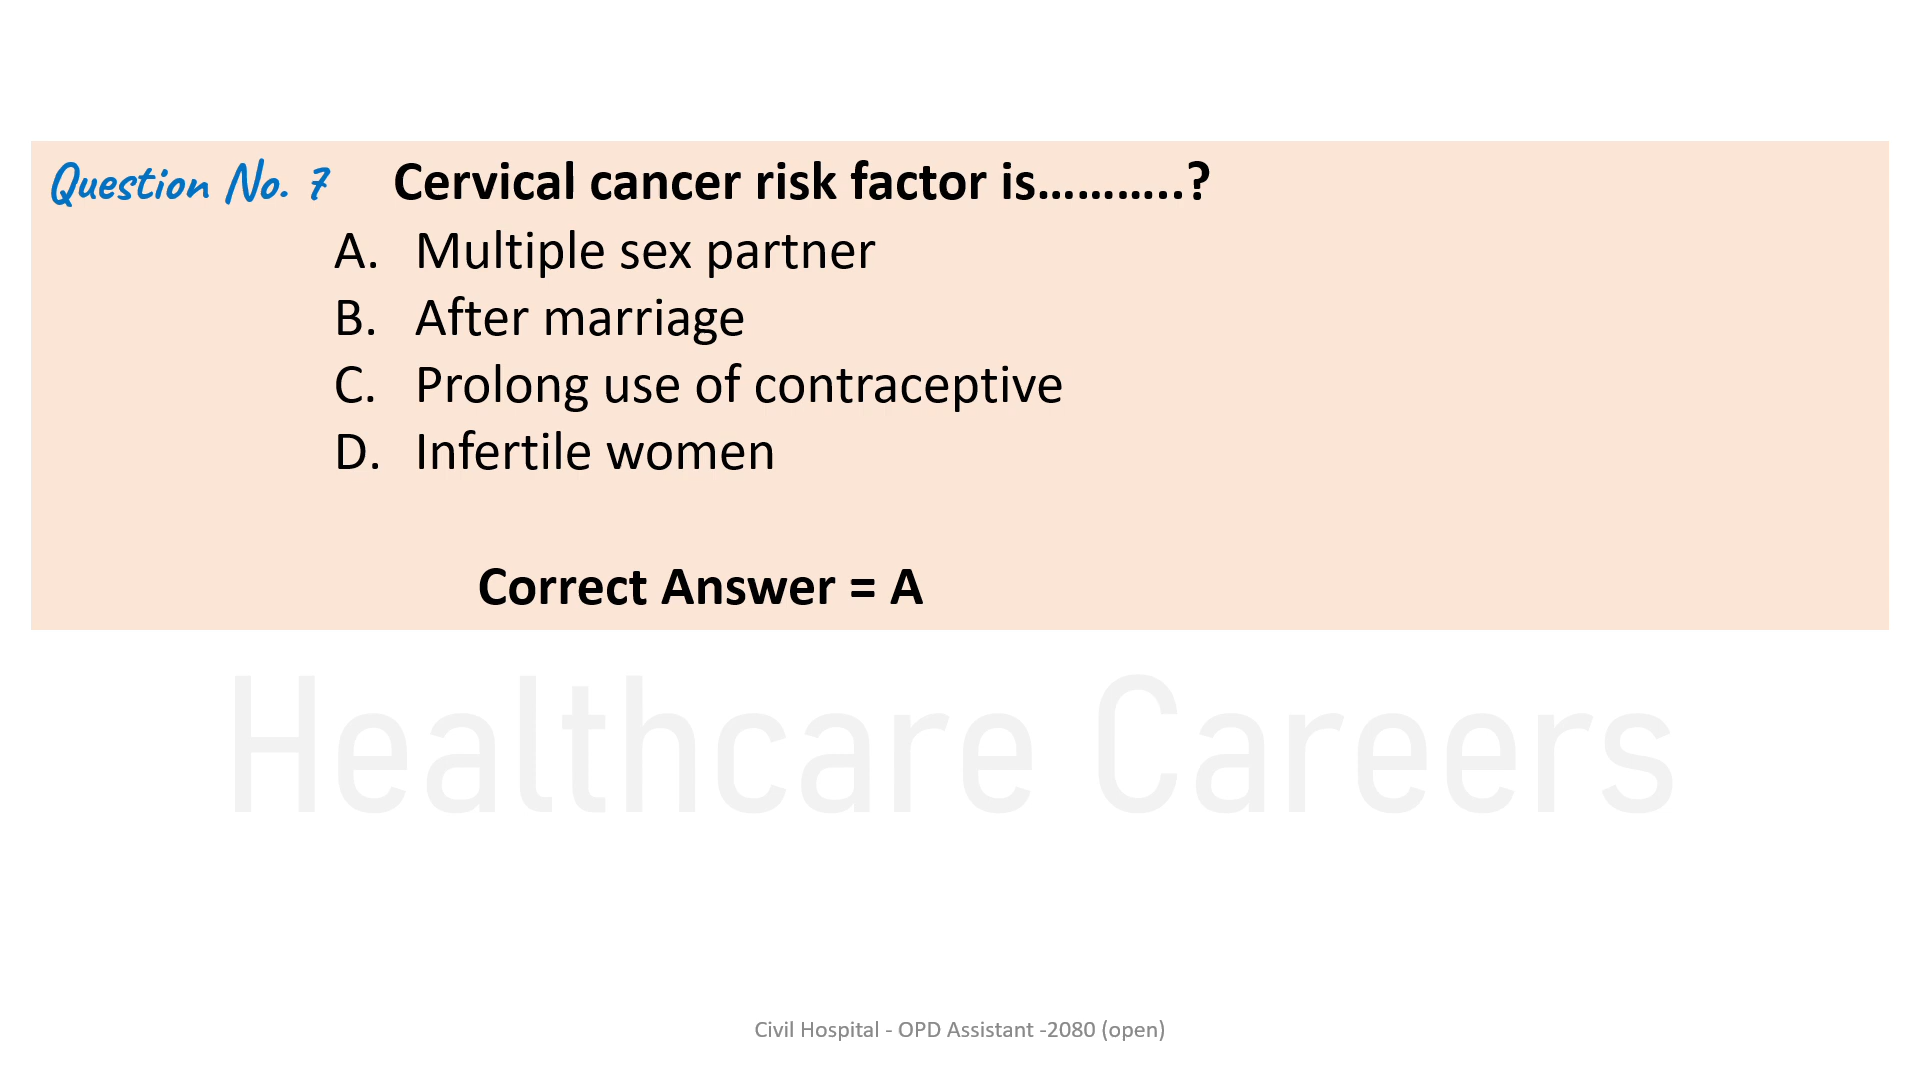 Question No. 7 Cervical cancer risk factor is………..?
A. Multiple sex partner
B. After marriage
C. Prolong use of contraceptive
D. Infertile women
Correct Answer = A
Healthcare Careers
Civil Hospital - OPD Assistant -2080 (open)